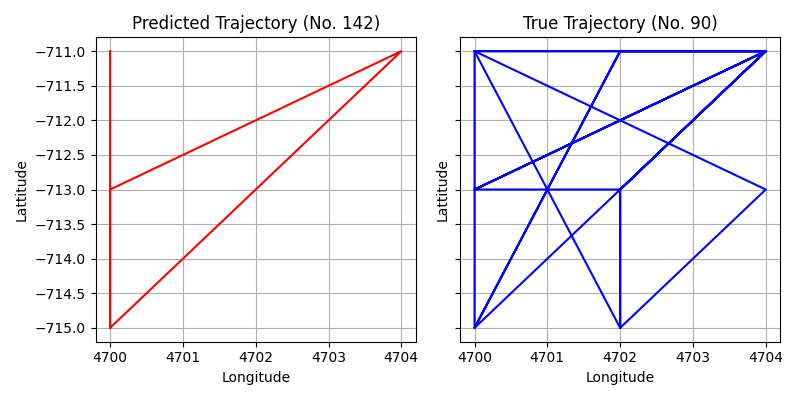 Predicted Trajectory (No. 142)
True Trajectory (No. 90)
−711.0
−711.5
−712.0
−712.5
−713.0
−713.5
−714.0
−714.5
−715.0
Lattitude
Lattitude
4700 4701 4702 4703 4704
4700 4701 4702 4703 4704
Longitude
Longitude